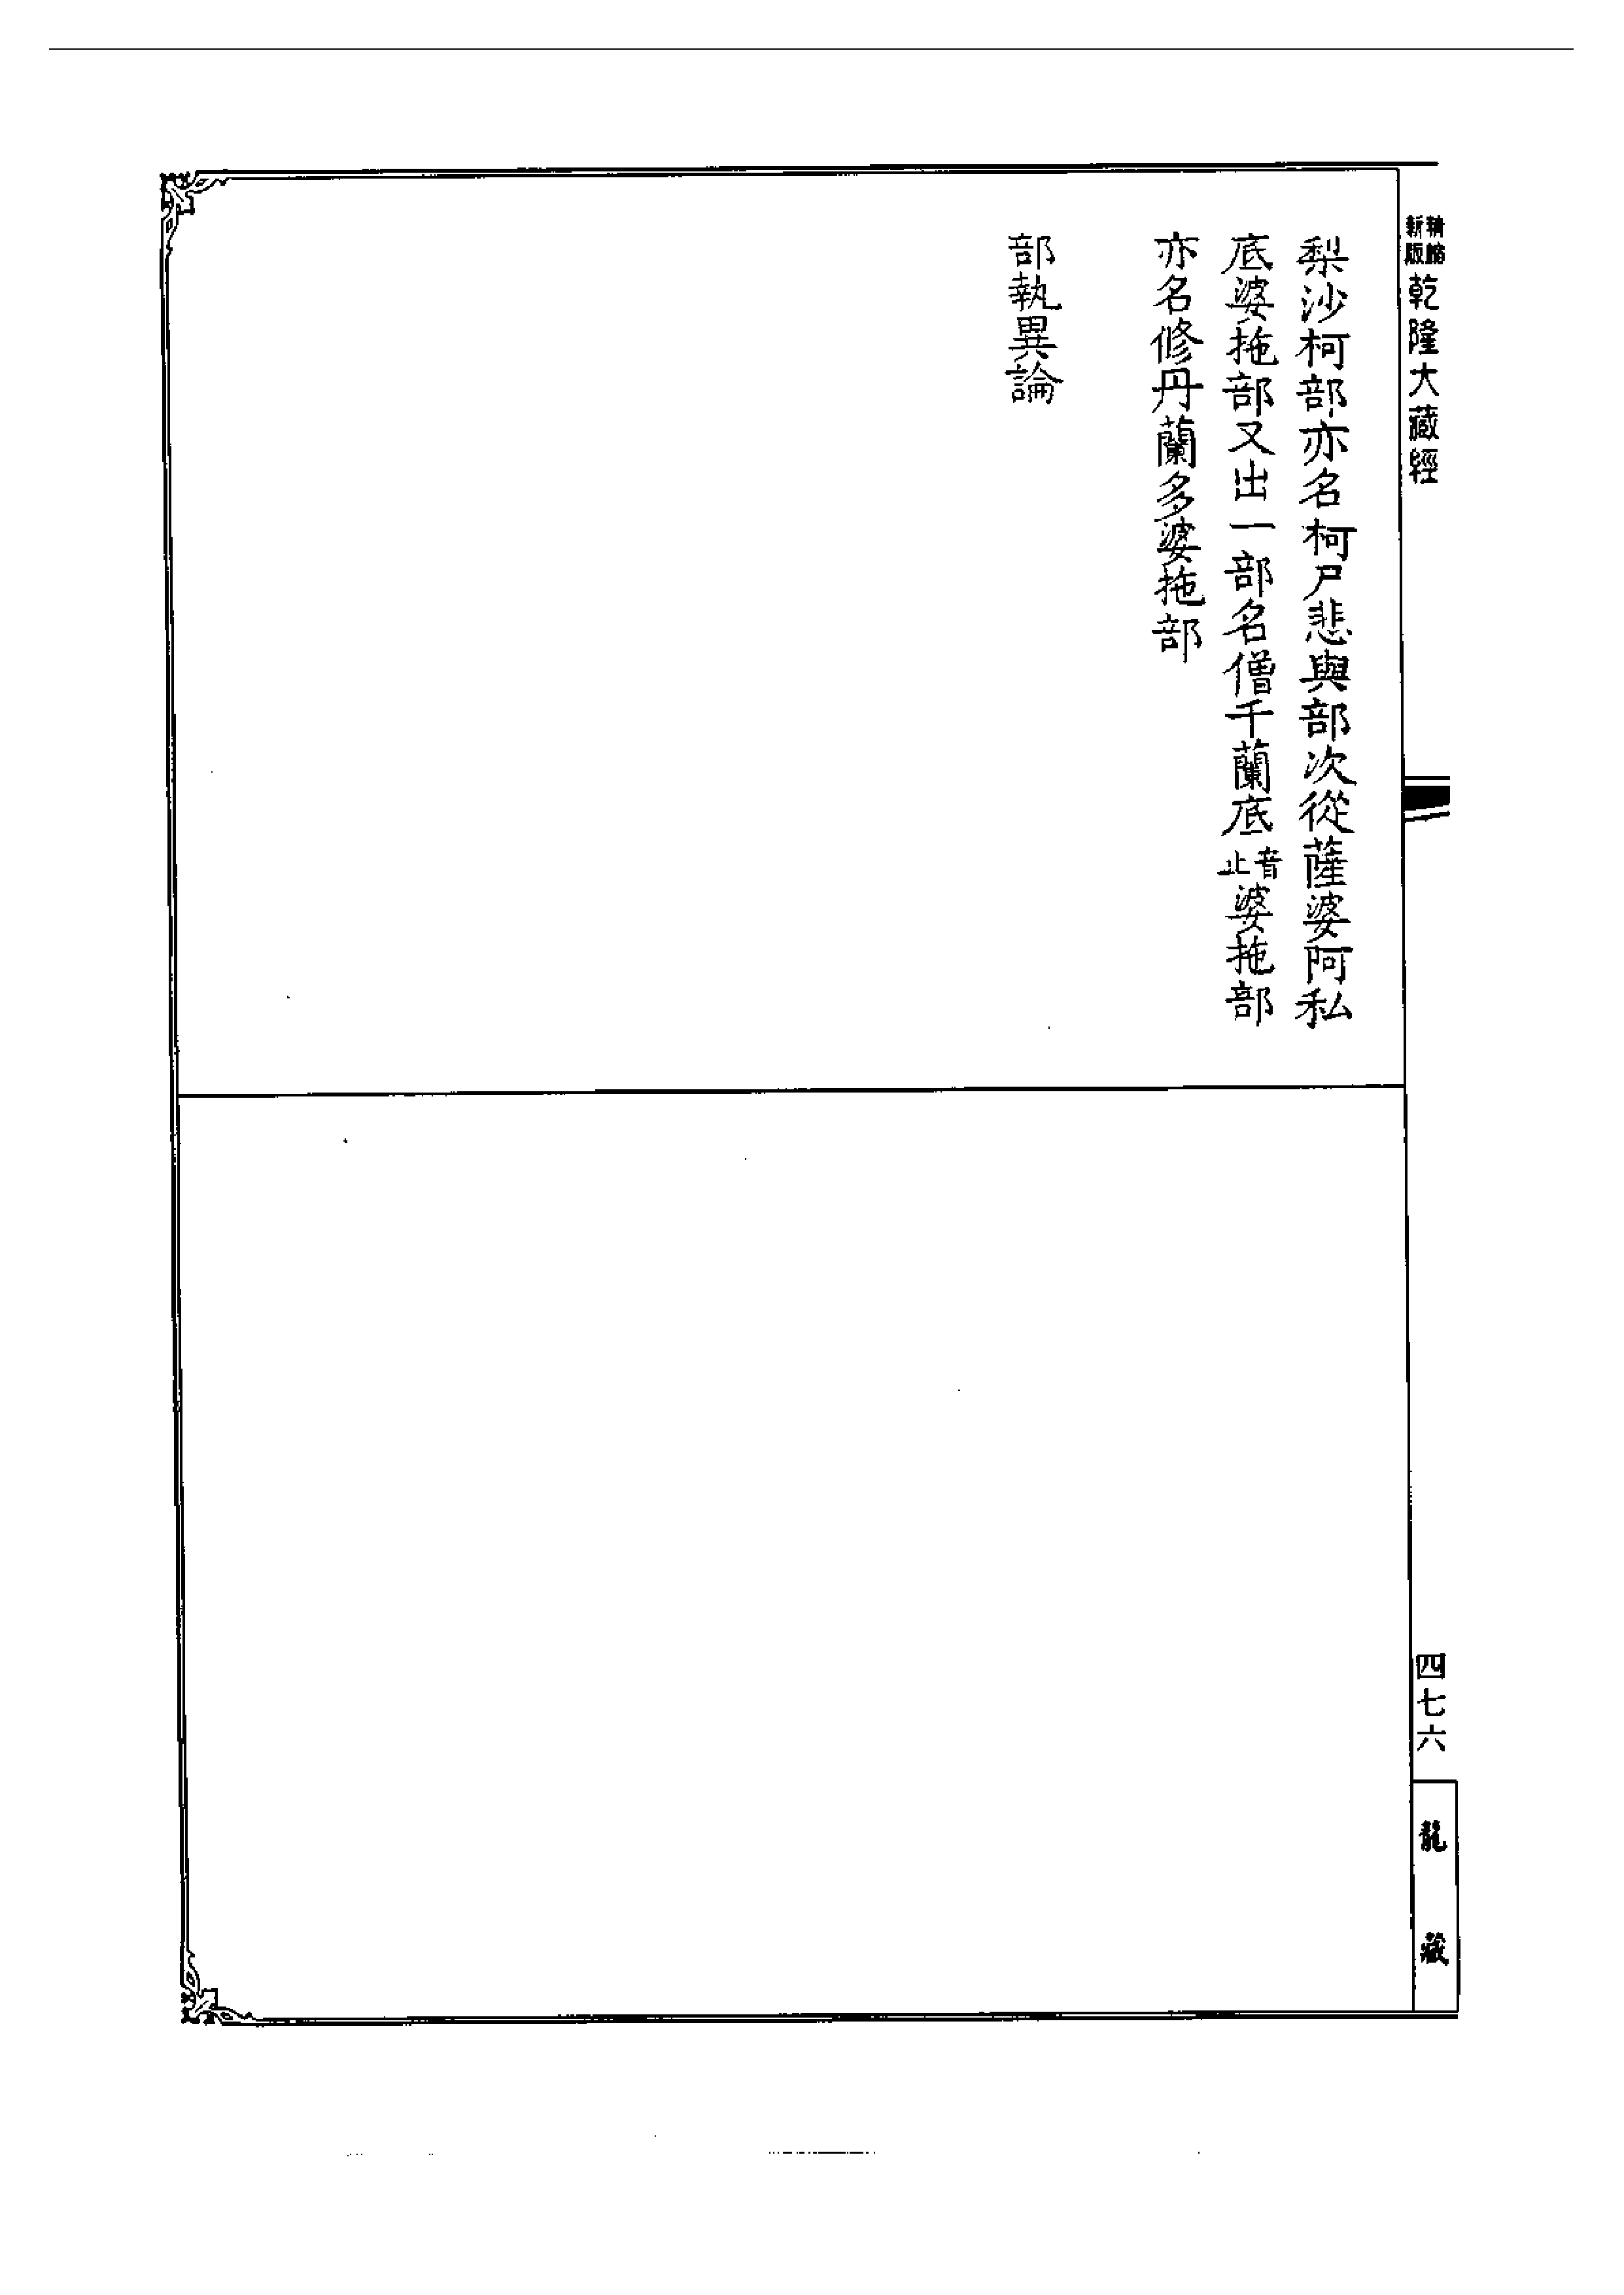 新版精縮乾隆大藏經
梨沙柯部亦名柯尸悲與部次從薩婆阿私
底婆拖部又出一部名僧千蘭底音止婆拖部
亦名修丹蘭多婆拖部
部執異論
四七六
龍藏